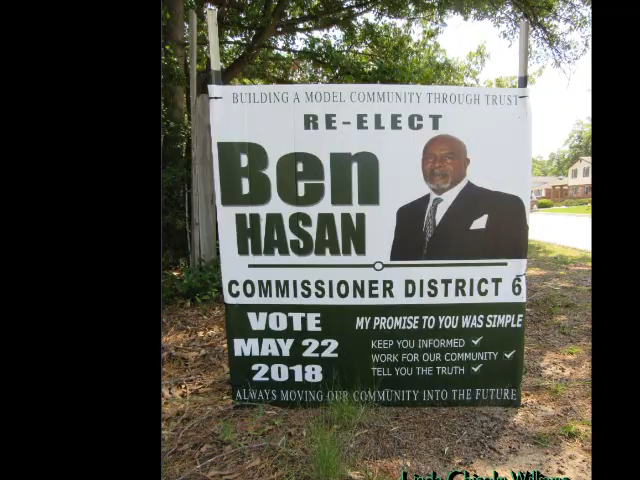 BUILDING A MODEL COMMUNITY THROUGH TRUST
RE-ELECT
Ben
HASAN
COMMISSIONER DISTRICT 6
VOTE
MAY 22
2018
MY PROMISE TO YOU WAS SIMPLE
KEEP YOU INFORMED ✓
WORK FOR OUR COMMUNITY ✓
TELL YOU THE TRUTH ✓
ALWAYS MOVING OUR COMMUNITY INTO THE FUTURE